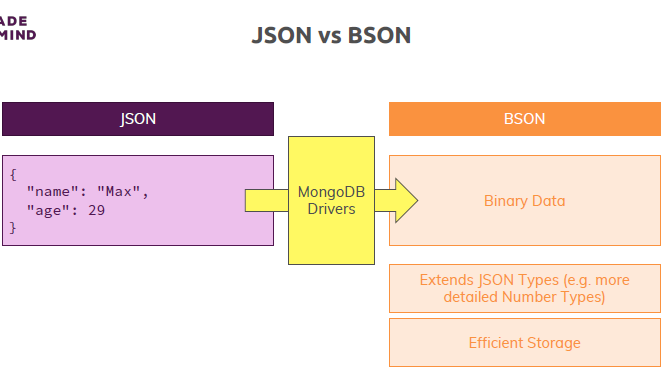 ADE
MIND
JSON vs BSON
JSON
BSON
{
"name": "Max",
"age": 29
}
MongoDB
Drivers
Binary Data
Extends JSON Types (e.g. more
detailed Number Types)
Efficient Storage